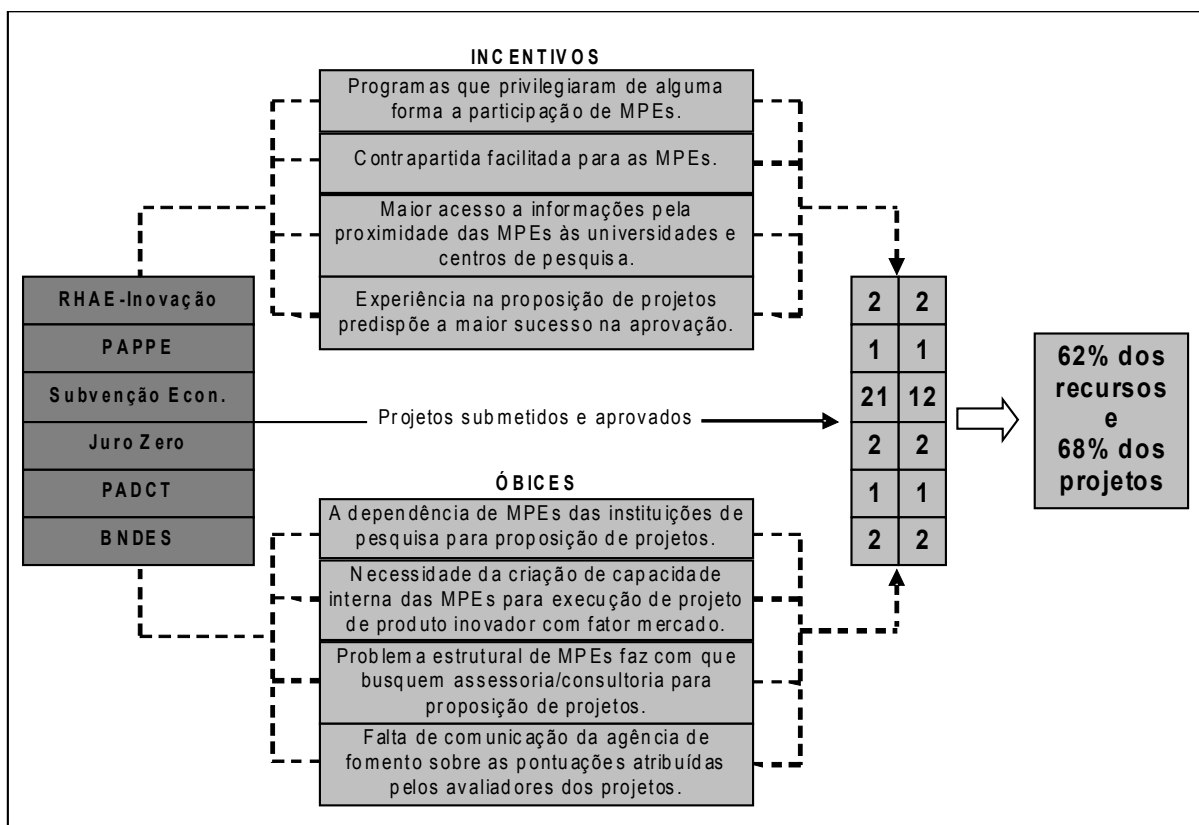 INCENTIVOS
Programas que privilegiaram de alguma
forma a participação de MPEs.
Contrapartida facilitada para as MPEs.
Maior acesso a informações pela
proximidade das MPEs às universidades e
centros de pesquisa.
Experiência na proposição de projetos
predispõe a maior sucesso na aprovação.
RHAE-Inovação
PAPPE
Subvenção Econ.
Juro Zero
PADCT
BNDES
Projetos submetidos e aprovados
2 2
1 1
21 12
2 2
1 1
2 2
62% dos
recursos
e
68% dos
projetos
ÓBICES
A dependência de MPEs das instituições de
pesquisa para proposição de projetos.
Necessidade da criação de capacidade
interna das MPEs para execução de projeto
de produto inovador com fator mercado.
Problema estrutural de MPEs faz com que
busquem assessoria/consultoria para
proposição de projetos.
Falta de comunicação da agência de
fomento sobre as pontuações atribuídas
pelos avaliadores dos projetos.